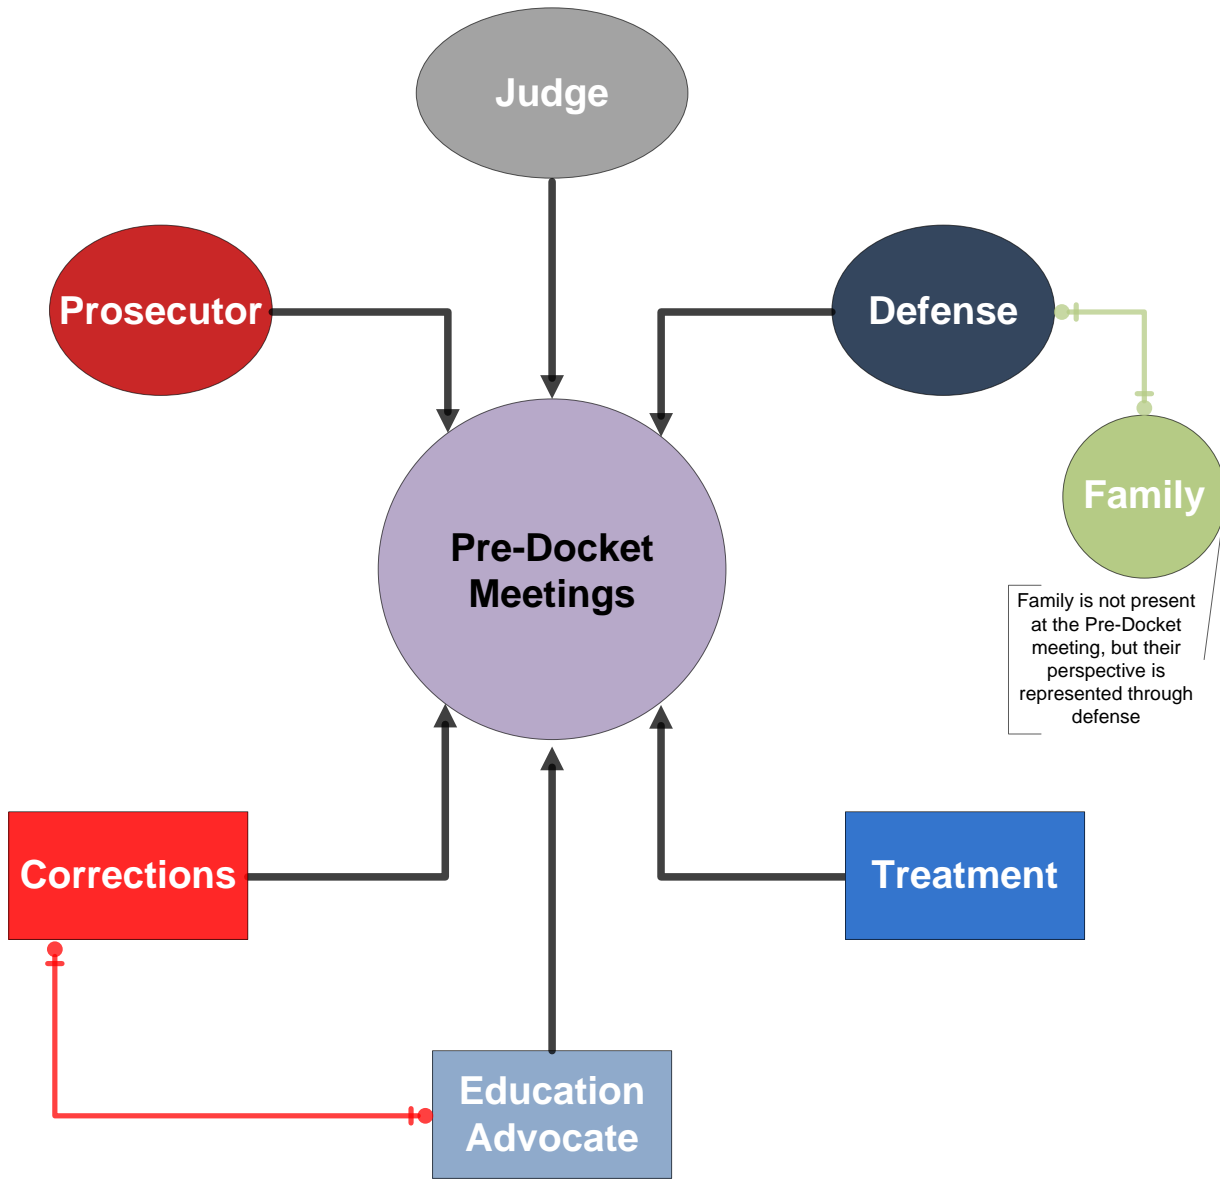 Judge
Prosecutor
Defense
Family
Pre-Docket
Meetings
Family is not present
at the Pre-Docket
meeting, but their
perspective is
represented through
defense
Corrections
Treatment
Education
Advocate